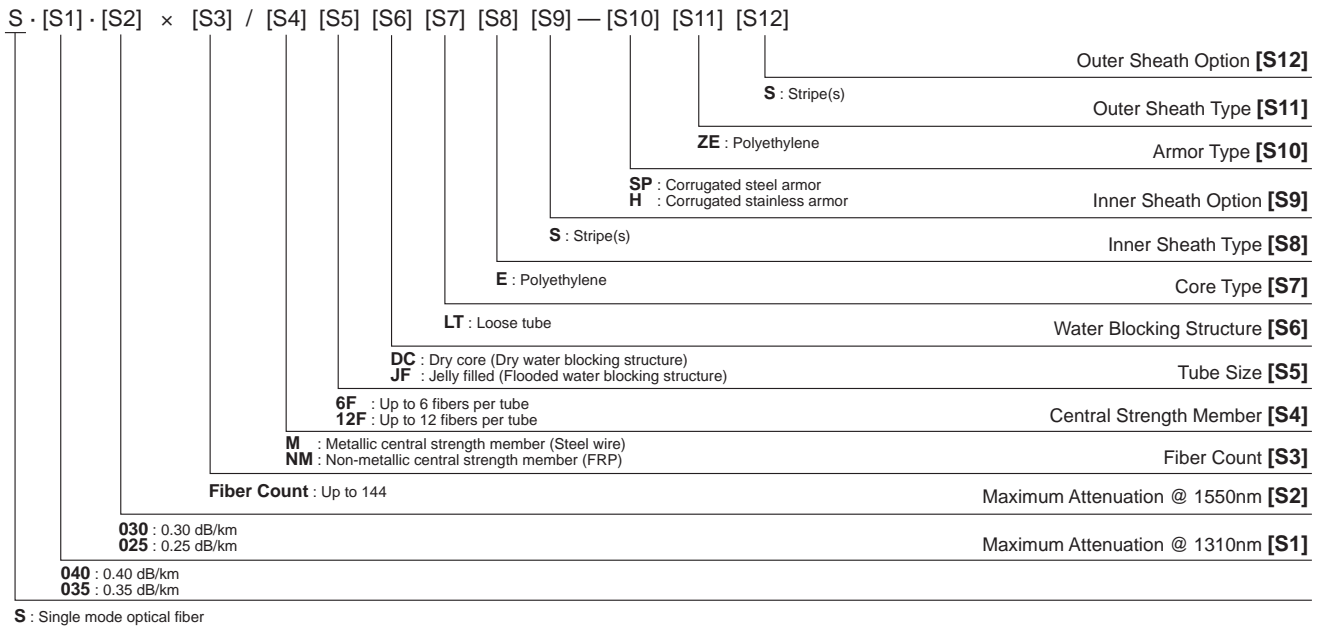 S · [S1] · [S2] × [S3] / [S4] [S5] [S6] [S7] [S8] [S9] — [S10] [S11] [S12]
Outer Sheath Option [S12]
S : Stripe(s)
Outer Sheath Type [S11]
ZE : Polyethylene
Armor Type [S10]
SP : Corrugated steel armor
H : Corrugated stainless armor
Inner Sheath Option [S9]
S : Stripe(s)
Inner Sheath Type [S8]
E : Polyethylene
Core Type [S7]
LT : Loose tube
Water Blocking Structure [S6]
DC : Dry core (Dry water blocking structure)
JF : Jelly filled (Flooded water blocking structure)
Tube Size [S5]
6F : Up to 6 fibers per tube
12F : Up to 12 fibers per tube
Central Strength Member [S4]
M : Metallic central strength member (Steel wire)
NM : Non-metallic central strength member (FRP)
Fiber Count [S3]
Fiber Count : Up to 144
Maximum Attenuation @ 1550nm [S2]
030 : 0.30 dB/km
025 : 0.25 dB/km
Maximum Attenuation @ 1310nm [S1]
040 : 0.40 dB/km
035 : 0.35 dB/km
S : Single mode optical fiber